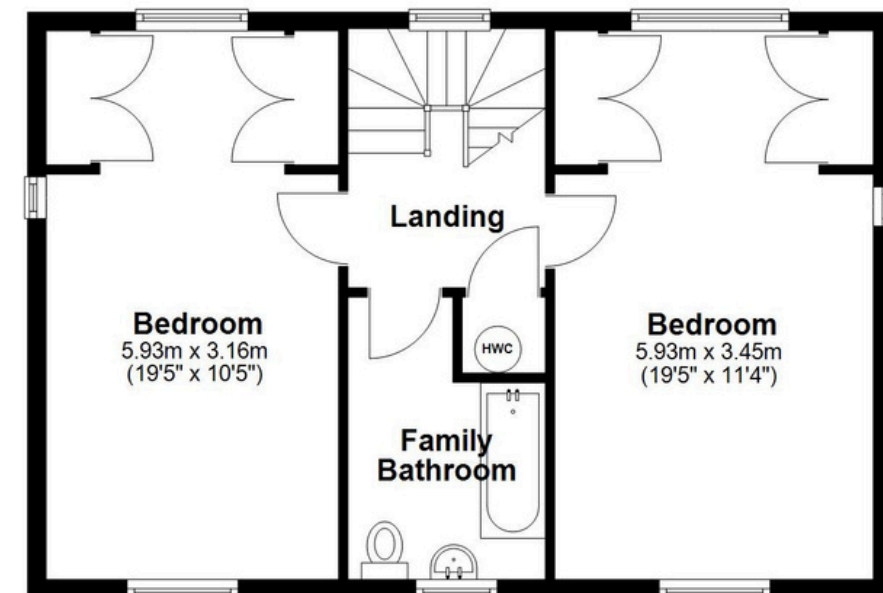 Landing
Bedroom
5.93m x 3.16m
(19'5" x 10'5")
HWC
Bedroom
5.93m x 3.45m
(19'5" x 11'4")
Family
Bathroom